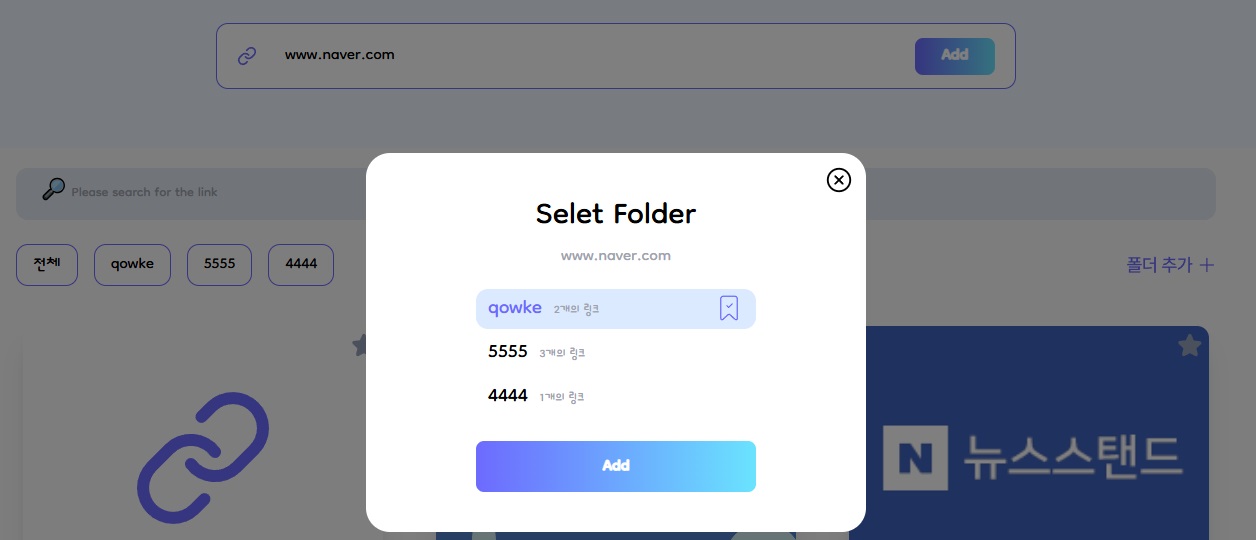 www.naver.com
Add
Please search for the link
전체
qowke
5555
4444
폴더 추가
Selet Folder
www.naver.com
qowke 2개의 링크
5555 3개의 링크
4444 1개의 링크
Add
N 뉴스스탠드